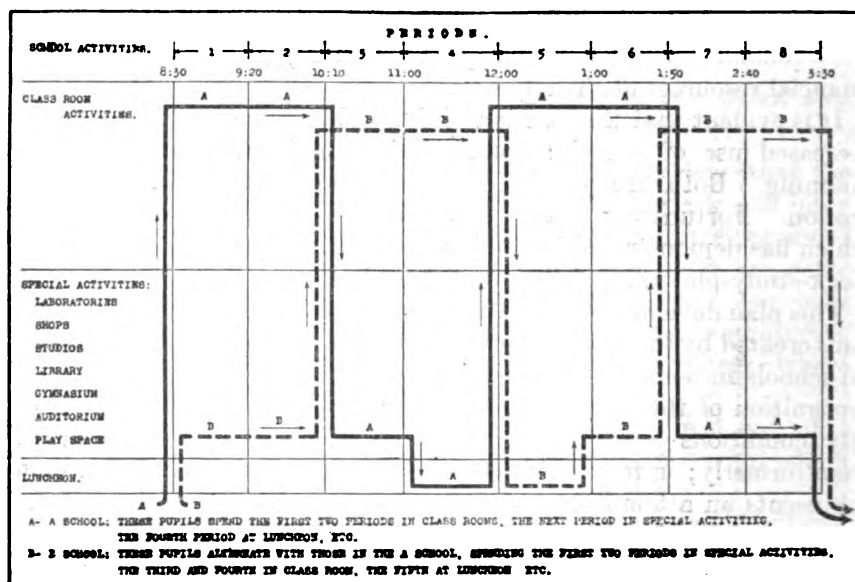 PERIODS.
SCHOOL ACTIVITIES. 1 2 3 4 5 6 7 8
8:30 9:20 10:10 11:00 12:00 1:00 1:50 2:40 3:30
CLASS ROOM A A A A
ACTIVITIES. B B B
SPECIAL ACTIVITIES:
LABORATORIES
SHOPS
STUDIOS
LIBRARY
GYMNASIUM
AUDITORIUM B B B A A
PLAY SPACE A
LUNCHEON. A B
A B
A- A SCHOOL; THESE PUPILS SPEND THE FIRST TWO PERIODS IN CLASS ROOMS, THE NEXT PERIOD IN SPECIAL ACTIVITIES,
THE FOURTH PERIOD AT LUNCHEON, ETC.
B- B SCHOOL; THESE PUPILS ALTERNATE WITH THOSE IN THE A SCHOOL, SPENDING THE FIRST TWO PERIODS IN SPECIAL ACTIVITIES,
THE THIRD AND FOURTH IN CLASS ROOM, THE FIFTH AT LUNCHEON ETC.